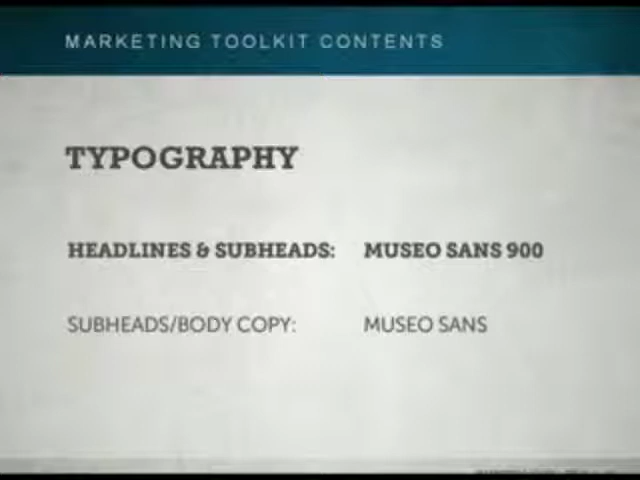 MARKETING TOOLKIT CONTENTS
TYPOGRAPHY
HEADLINES & SUBHEADS: MUSEO SANS 900
SUBHEADS/BODY COPY: MUSEO SANS